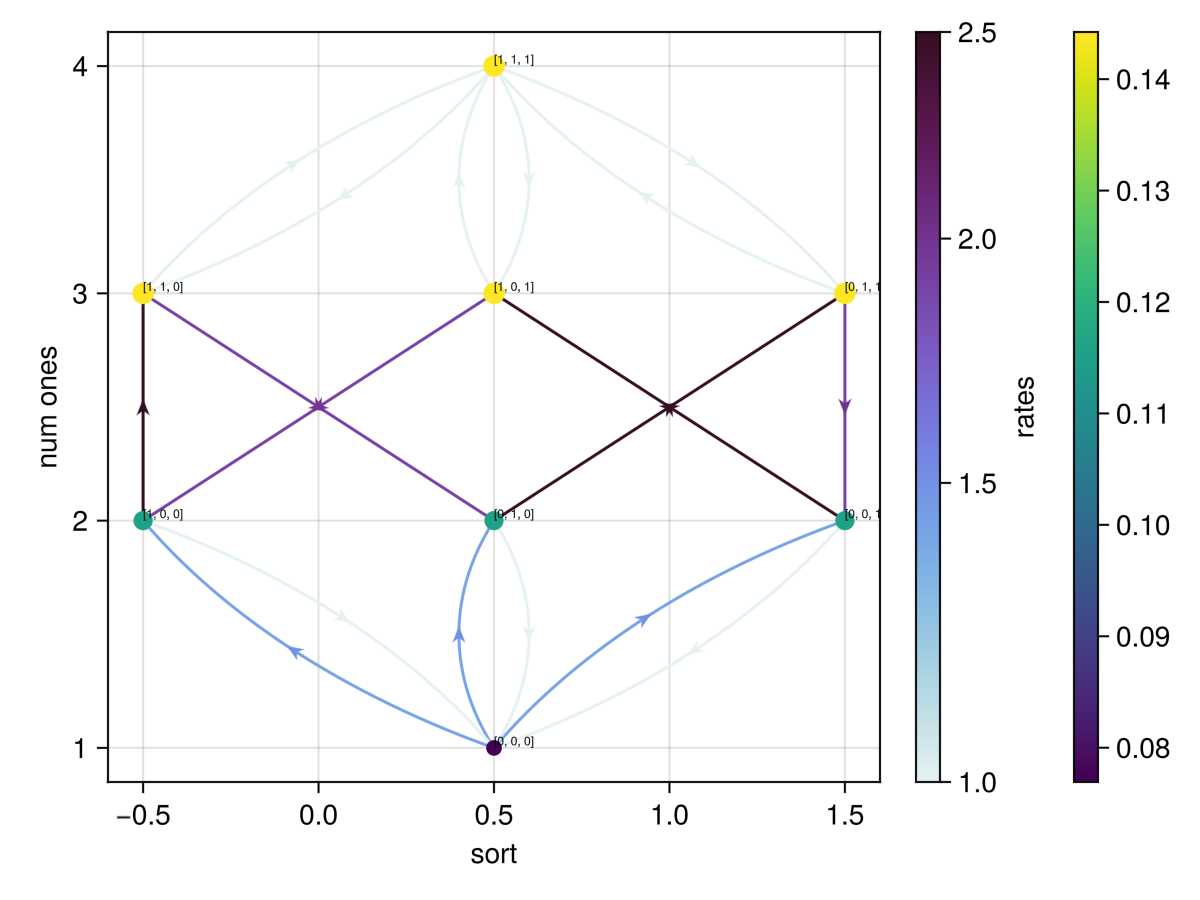 4
3
2
1
num ones
−0.5
0.0
0.5
1.0
1.5
sort
[1, 1, 1]
[1, 1, 0]
[1, 0, 1]
[0, 1, 1
[1, 0, 0]
[0, 1, 0]
[0, 0, 1
[0, 0, 0]
2.5
2.0
1.5
1.0
rates
0.14
0.13
0.12
0.11
0.10
0.09
0.08